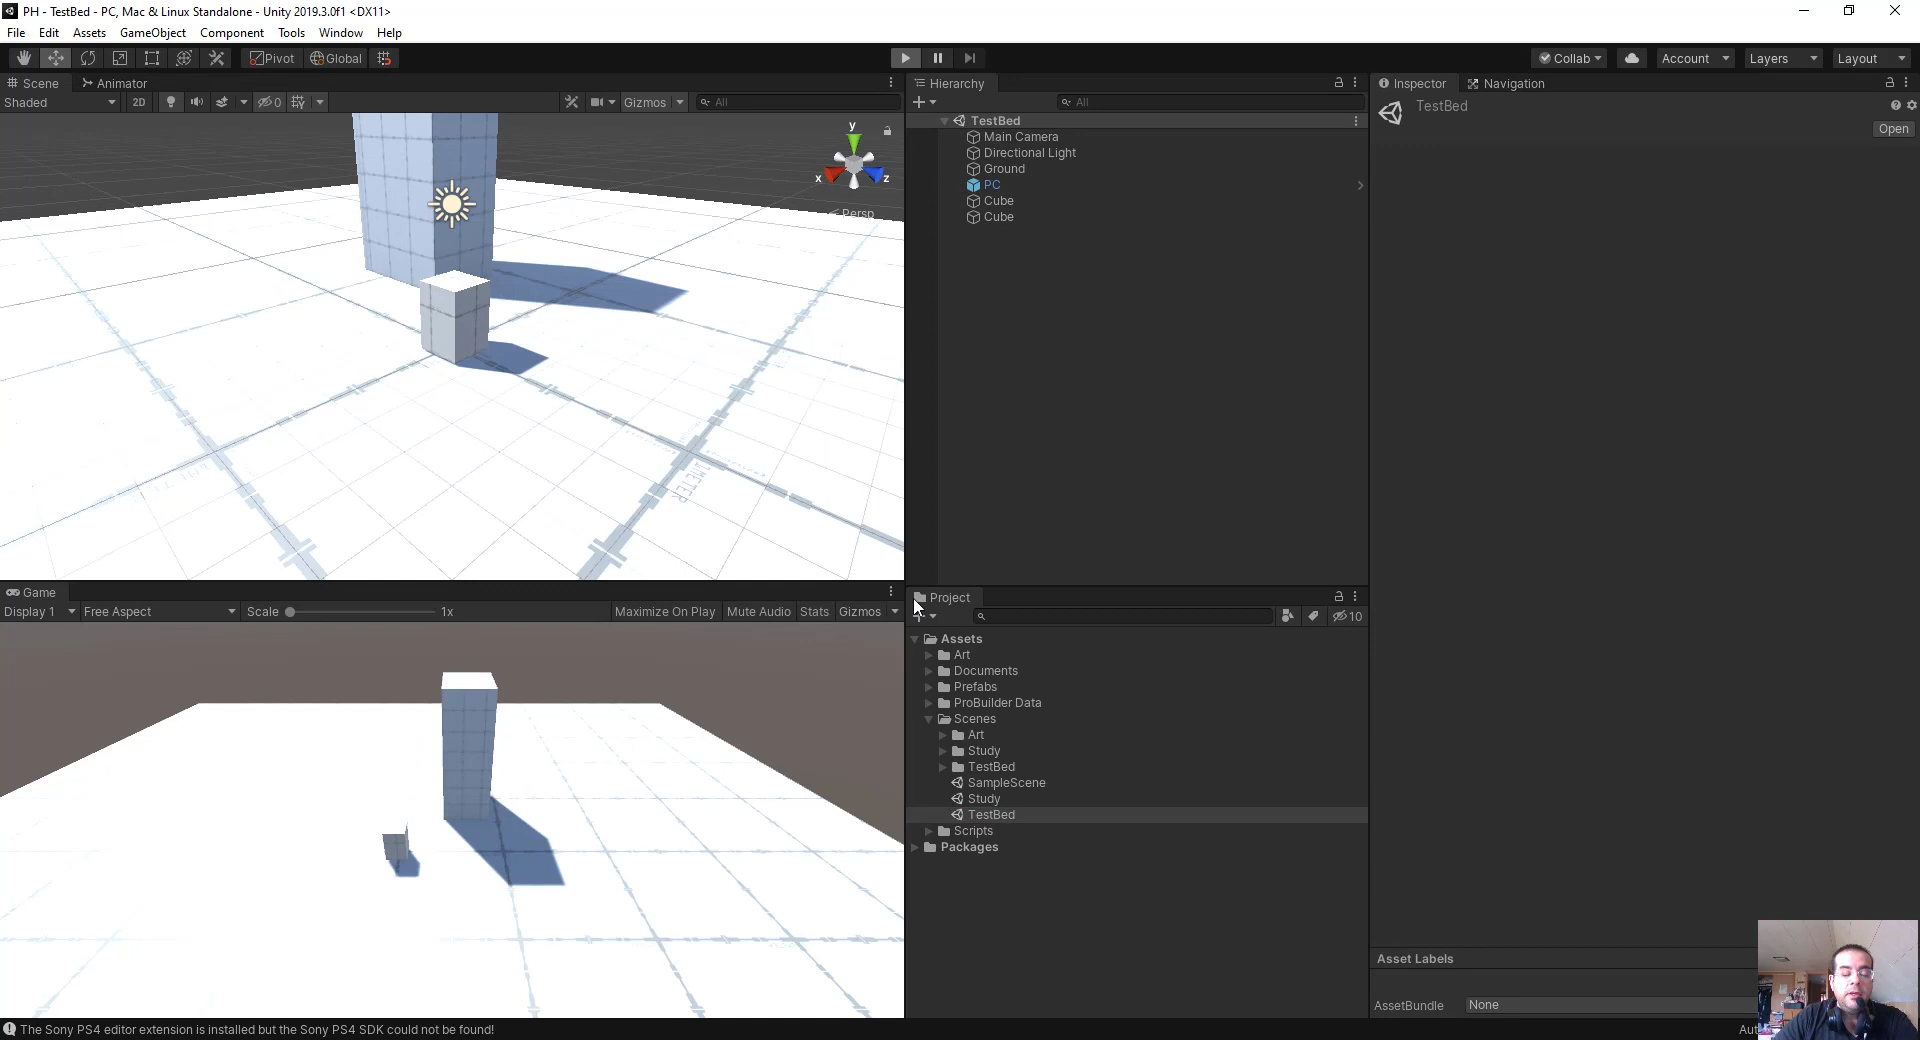 PH - TestBed - PC, Mac & Linux Standalone - Unity 2019.3.0f1 <DX11>
File Edit Assets GameObject Component Tools Window Help
Pivot Global Collab Account Layers Layout
Scene Animator
Shaded 2D 0 Gizmos All
y
x z
Persp
Hierarchy
All
TestBed
Main Camera
Directional Light
Ground
PC
Cube
Cube
Inspector Navigation
TestBed
Open
Game
Display 1 Free Aspect Scale 1x Maximize On Play Mute Audio Stats Gizmos
Project
10
Assets
Art
Documents
Prefabs
ProBuilder Data
Scenes
Art
Study
TestBed
SampleScene
Study
TestBed
Scripts
Packages
Asset Labels
AssetBundle None
The Sony PS4 editor extension is installed but the Sony PS4 SDK could not be found!